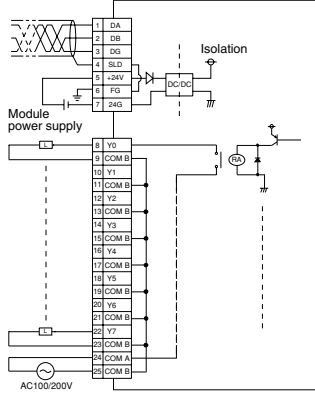 1 DA
2 DB
3 DG
4 SLD
5 +24V
6 FG
7 24G
Isolation
DC/DC
Module
power supply
8 Y0
9 COM B
10 Y1
11 COM B
12 Y2
13 COM B
14 Y3
15 COM B
16 Y4
17 COM B
18 Y5
19 COM B
20 Y6
21 COM B
22 Y7
23 COM B
24 COM A
25 COM B
L
L
RA
AC100/200V